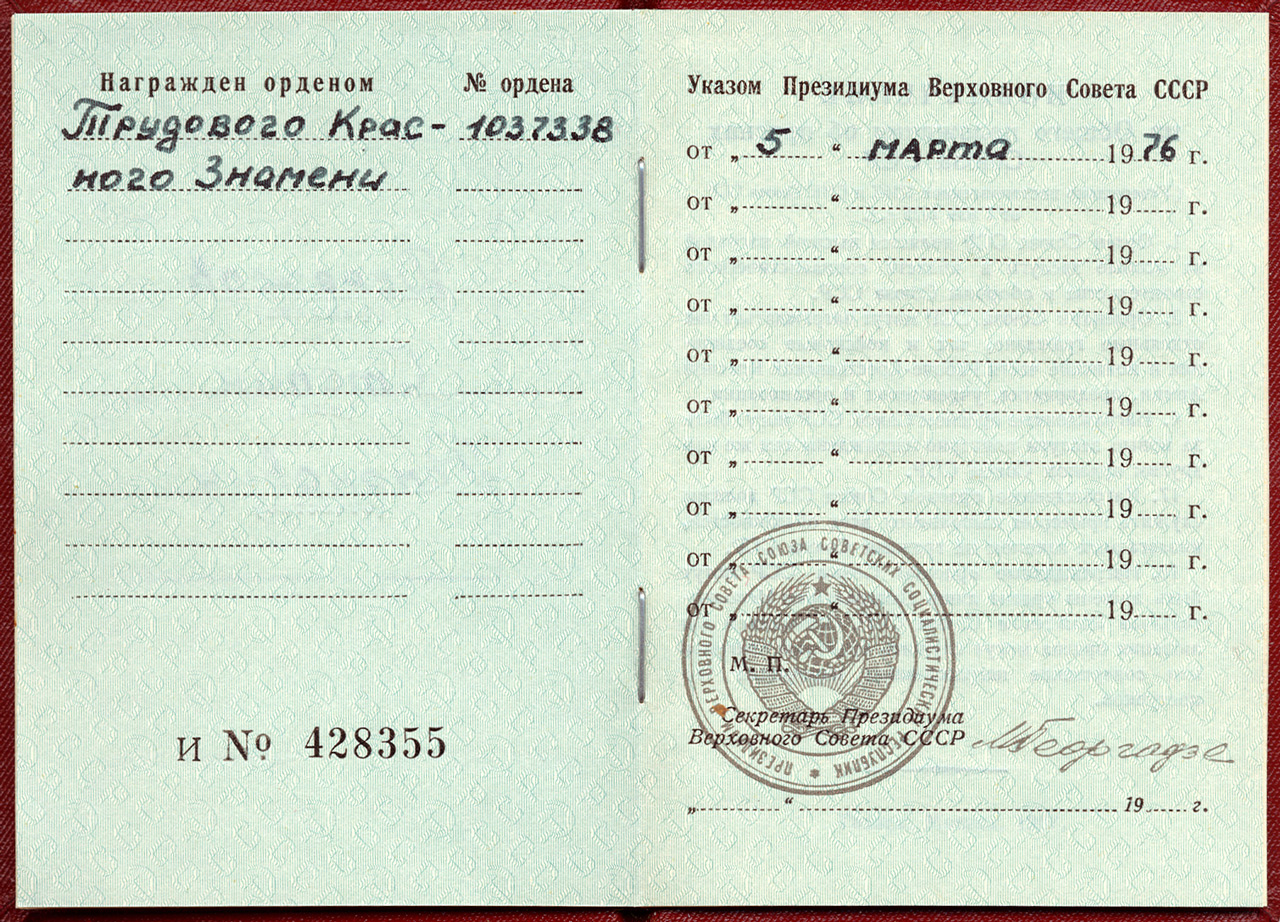 Награжден орденом
№ ордена
Трудового Крас-
1037338
ного Знамени
И № 428355
Указом Президиума Верховного Совета СССР
от „ 5 “ марта 1976 г.
от „ “ 19 г.
от „ “ 19 г.
от „ “ 19 г.
от „ “ 19 г.
от „ “ 19 г.
от „ “ 19 г.
от „ “ 19 г.
от „ “ 19 г.
от „ “ 19 г.
ПРЕЗИДИУМ ВЕРХОВНОГО СОВЕТА СОЮЗА СОВЕТСКИХ СОЦИАЛИСТИЧЕСКИХ РЕСПУБЛИК
М. П.
Секретарь Президиума
Верховного Совета СССР
МГеоргадзе
„ “ 19 г.